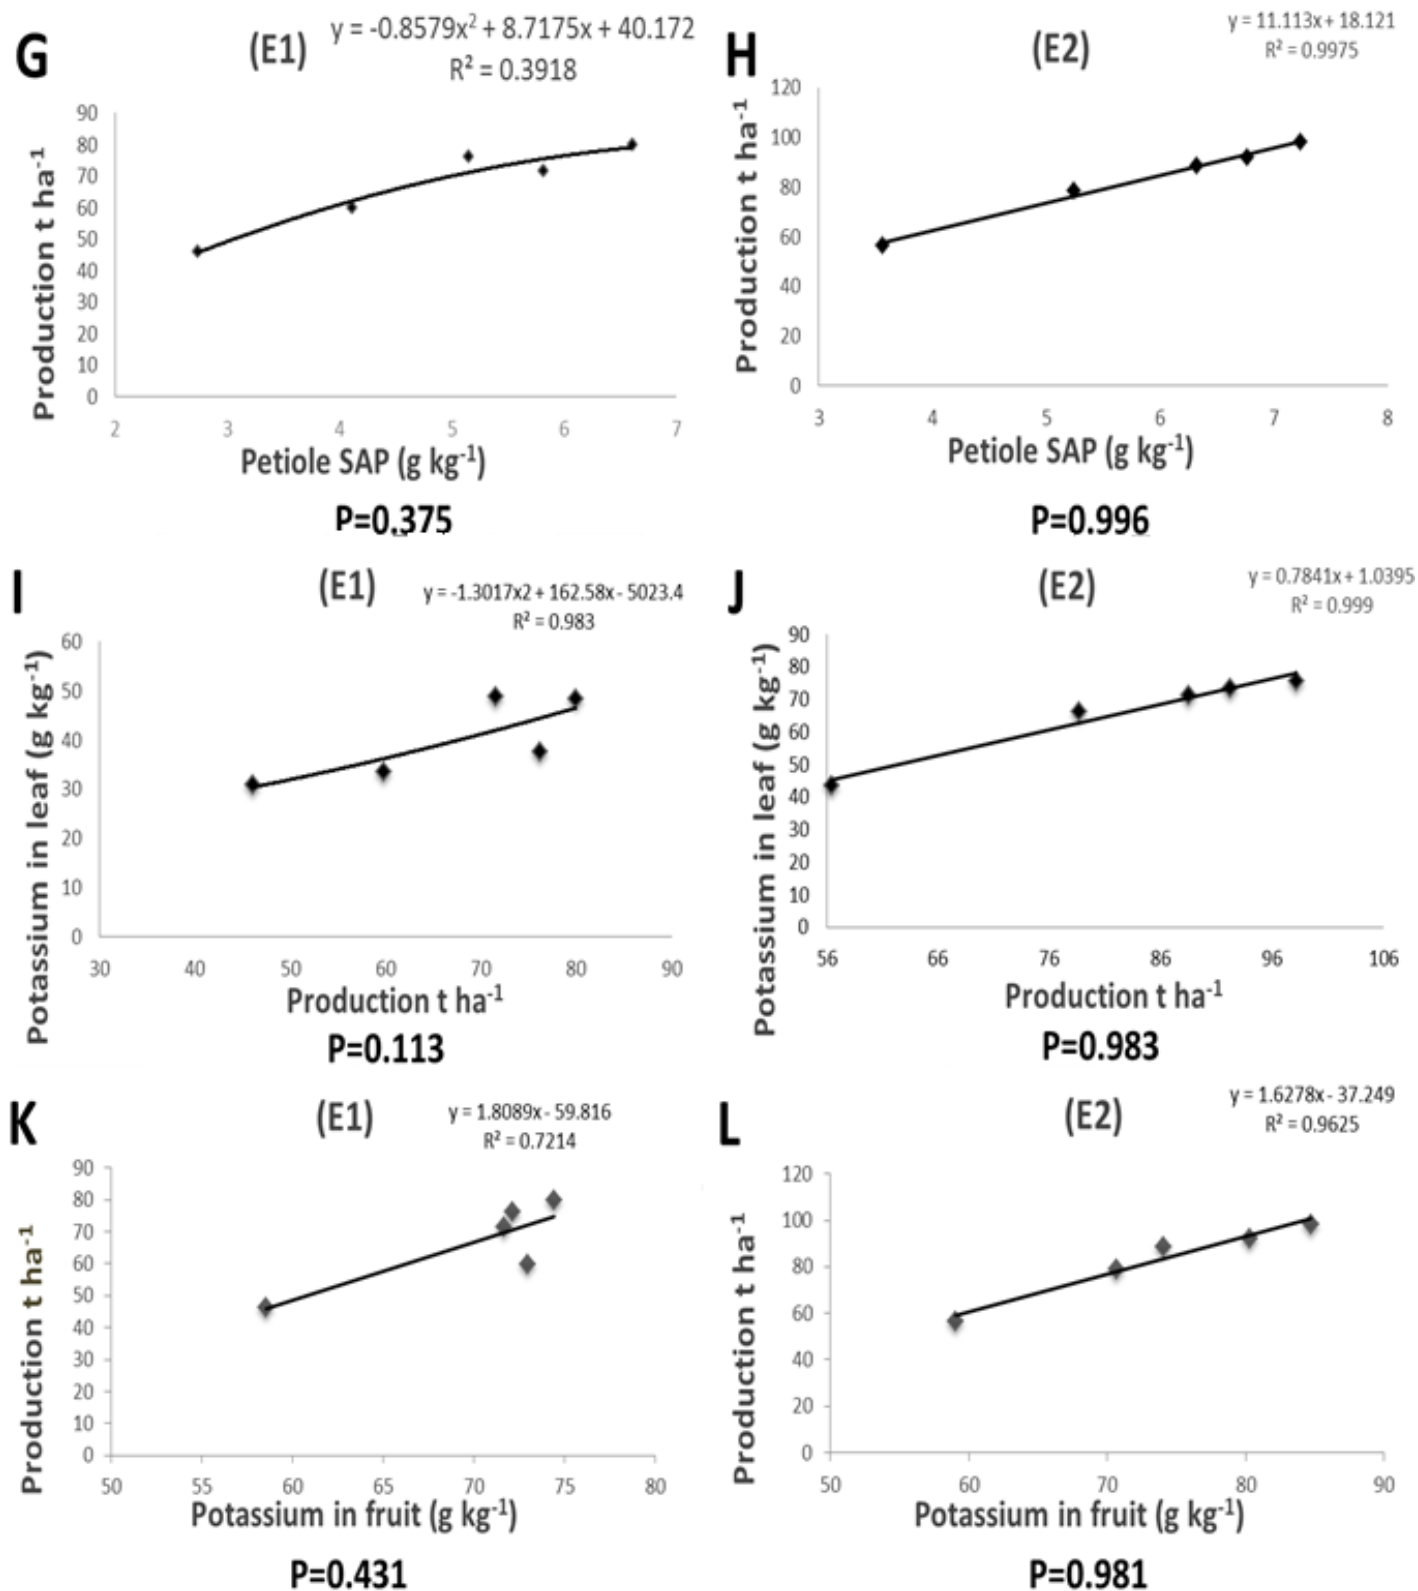 G
(E1)
y = -0.8579x² + 8.7175x + 40.172
R² = 0.3918
Production t ha⁻¹
90
80
70
60
50
40
30
20
10
0
2 3 4 5 6 7
Petiole SAP (g kg⁻¹)
P=0.375
H
(E2)
y = 11.113x + 18.121
R² = 0.9975
Production t ha⁻¹
120
100
80
60
40
20
0
3 4 5 6 7 8
Petiole SAP (g kg⁻¹)
P=0.996
I
(E1)
y = -1.3017x2 + 162.58x - 5023.4
R² = 0.983
Potassium in leaf (g kg⁻¹)
60
50
40
30
20
10
0
30 40 50 60 70 80 90
Production t ha⁻¹
P=0.113
J
(E2)
y = 0.7841x + 1.0395
R² = 0.999
Potassium in leaf (g kg⁻¹)
90
80
70
60
50
40
30
20
10
0
56 66 76 86 96 106
Production t ha⁻¹
P=0.983
K
(E1)
y = 1.8089x - 59.816
R² = 0.7214
Production t ha⁻¹
90
80
70
60
50
40
30
20
10
0
50 55 60 65 70 75 80
Potassium in fruit (g kg⁻¹)
P=0.431
L
(E2)
y = 1.6278x - 37.249
R² = 0.9625
Production t ha⁻¹
120
100
80
60
40
20
0
50 60 70 80 90
Potassium in fruit (g kg⁻¹)
P=0.981